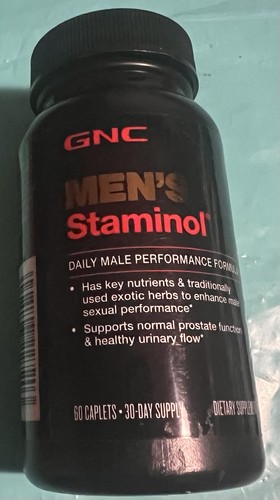 GNC
MEN'S
Staminol
DAILY MALE PERFORMANCE
• Has key nutrients & traditionally
used exotic herbs to enhance
sexual performance*
• Supports normal prostate function
& healthy urinary flow*
60 CAPLETS • 30-DAY SUPPLY
DIETARY